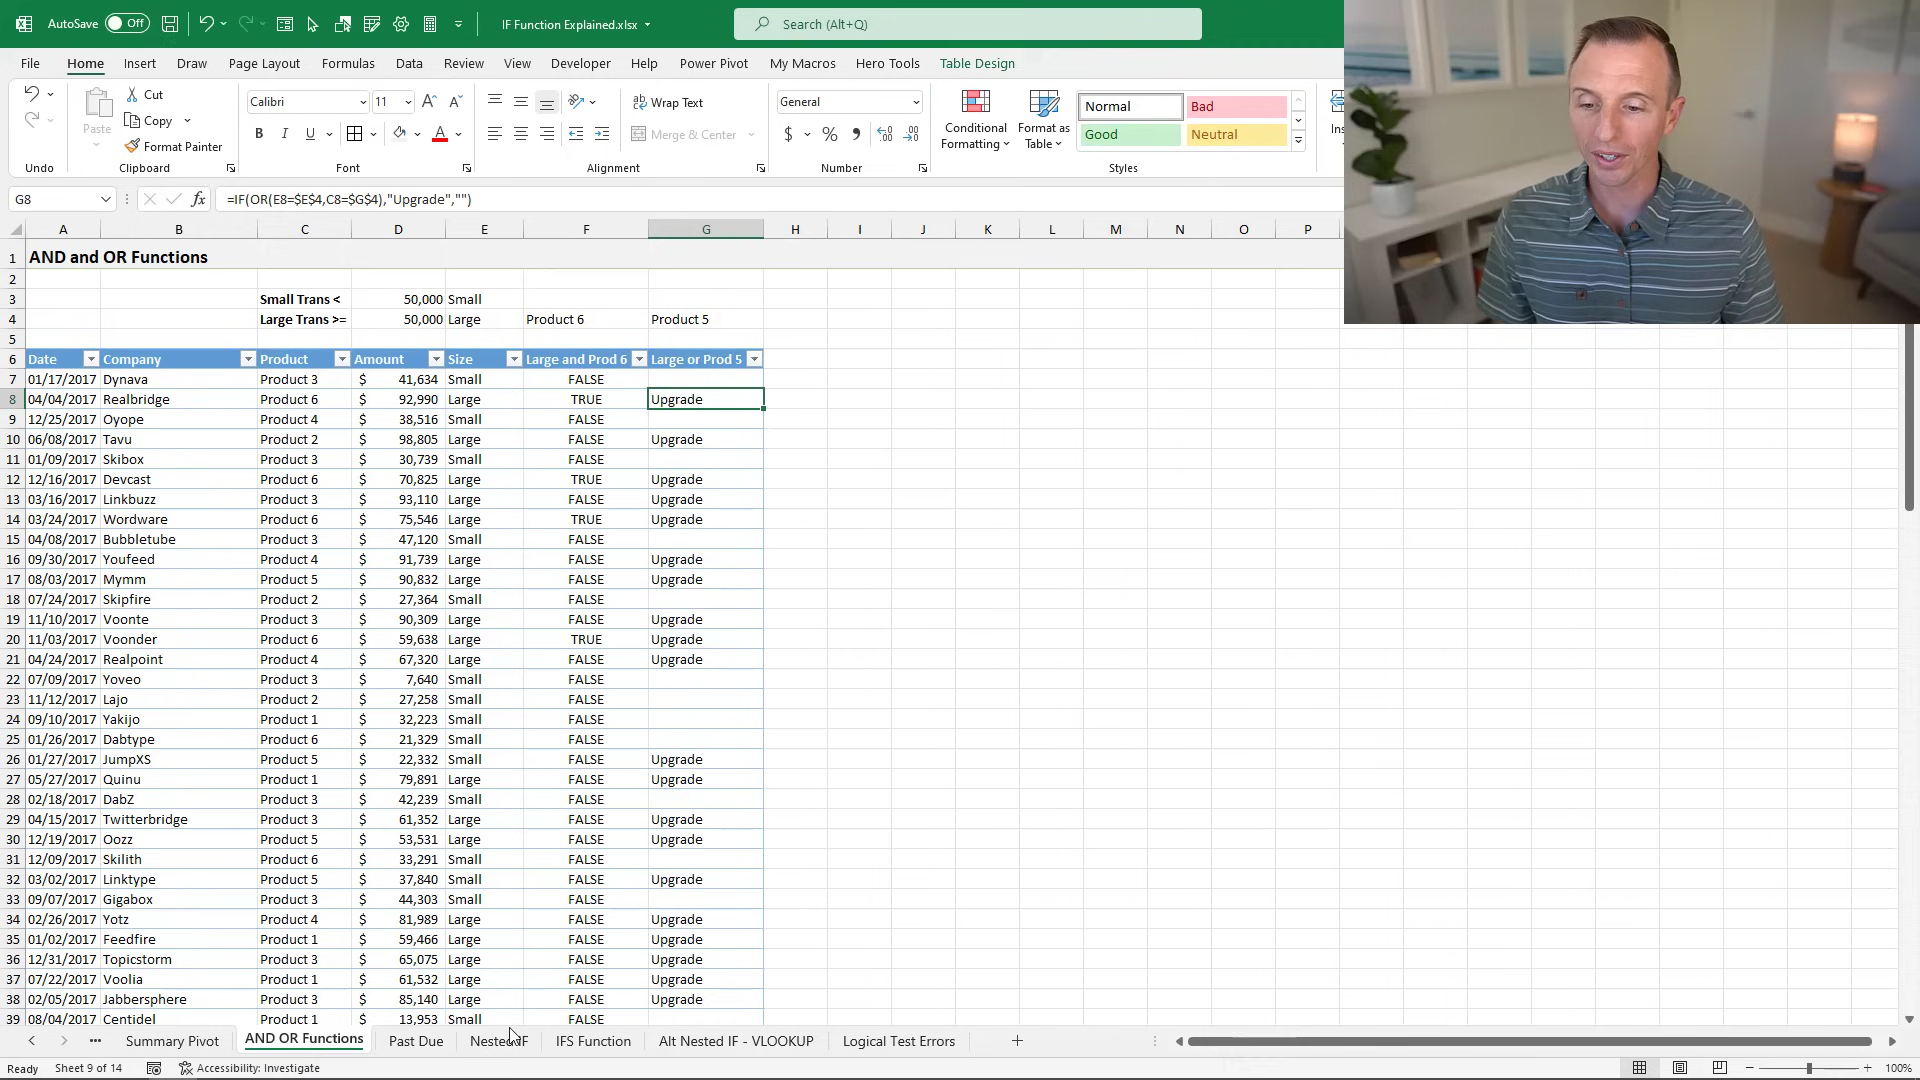 AutoSave Off IF Function Explained.xlsx Search (Alt+Q)
File Home Insert Draw Page Layout Formulas Data Review View Developer Help Power Pivot My Macros Hero Tools Table Design
Cut
Copy
Format Painter
Paste
Calibri 11
B I U
Wrap Text
Merge & Center
General
$ % ,
Conditional Formatting
Format as Table
Normal Bad
Good Neutral
Undo Clipboard Font Alignment Number Styles
G8 fx =IF(OR(E8=$E$4,C8=$G$4),"Upgrade","")
A B C D E F G H I J K L M N O P
1 AND and OR Functions
2
3 Small Trans < 50,000 Small
4 Large Trans >= 50,000 Large Product 6 Product 5
5
6 Date Company Product Amount Size Large and Prod 6 Large or Prod 5
7 01/17/2017 Dynava Product 3 $ 41,634 Small FALSE
8 04/04/2017 Realbridge Product 6 $ 92,990 Large TRUE Upgrade
9 12/25/2017 Oyope Product 4 $ 38,516 Small FALSE
10 06/08/2017 Tavu Product 2 $ 98,805 Large FALSE Upgrade
11 01/09/2017 Skibox Product 3 $ 30,739 Small FALSE
12 12/16/2017 Devcast Product 6 $ 70,825 Large TRUE Upgrade
13 03/16/2017 Linkbuzz Product 3 $ 93,110 Large FALSE Upgrade
14 03/24/2017 Wordware Product 6 $ 75,546 Large TRUE Upgrade
15 04/08/2017 Bubbletube Product 3 $ 47,120 Small FALSE
16 09/30/2017 Youfeed Product 4 $ 91,739 Large FALSE Upgrade
17 08/03/2017 Mymm Product 5 $ 90,832 Large FALSE Upgrade
18 07/24/2017 Skipfire Product 2 $ 27,364 Small FALSE
19 11/10/2017 Voonte Product 3 $ 90,309 Large FALSE Upgrade
20 11/03/2017 Voonder Product 6 $ 59,638 Large TRUE Upgrade
21 04/24/2017 Realpoint Product 4 $ 67,320 Large FALSE Upgrade
22 07/09/2017 Yoveo Product 3 $ 7,640 Small FALSE
23 11/12/2017 Lajo Product 2 $ 27,258 Small FALSE
24 09/10/2017 Yakijo Product 1 $ 32,223 Small FALSE
25 01/26/2017 Dabtype Product 6 $ 21,329 Small FALSE
26 01/27/2017 JumpXS Product 5 $ 22,332 Small FALSE Upgrade
27 05/27/2017 Quinu Product 1 $ 79,891 Large FALSE Upgrade
28 02/18/2017 DabZ Product 3 $ 42,239 Small FALSE
29 04/15/2017 Twitterbridge Product 3 $ 61,352 Large FALSE Upgrade
30 12/19/2017 Oozz Product 5 $ 53,531 Large FALSE Upgrade
31 12/09/2017 Skilith Product 6 $ 33,291 Small FALSE
32 03/02/2017 Linktype Product 5 $ 37,840 Small FALSE Upgrade
33 09/07/2017 Gigabox Product 3 $ 44,303 Small FALSE
34 02/26/2017 Yotz Product 4 $ 81,989 Large FALSE Upgrade
35 01/02/2017 Feedfire Product 1 $ 59,466 Large FALSE Upgrade
36 12/31/2017 Topicstorm Product 3 $ 65,075 Large FALSE Upgrade
37 07/22/2017 Voolia Product 1 $ 61,532 Large FALSE Upgrade
38 02/05/2017 Jabbersphere Product 3 $ 85,140 Large FALSE Upgrade
39 08/04/2017 Centidel Product 1 $ 13,953 Small FALSE
Summary Pivot AND OR Functions Past Due Nested IF IFS Function Alt Nested IF - VLOOKUP Logical Test Errors
Ready Sheet 9 of 14 Accessibility: Investigate 100%